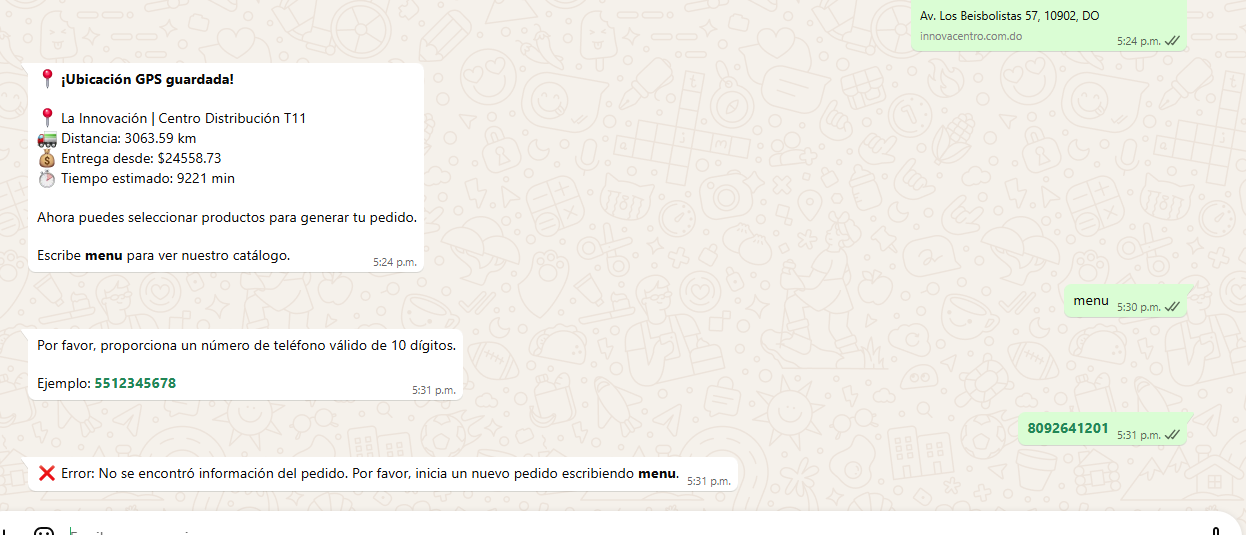 Av. Los Beisbolistas 57, 10902, DO
innovacentro.com.do
5:24 p.m.
📍 ¡Ubicación GPS guardada!
📍 La Innovación | Centro Distribución T11
🚛 Distancia: 3063.59 km
💰 Entrega desde: $24558.73
⏱️ Tiempo estimado: 9221 min
Ahora puedes seleccionar productos para generar tu pedido.
Escribe menu para ver nuestro catálogo.
5:24 p.m.
menu 5:30 p.m.
Por favor, proporciona un número de teléfono válido de 10 dígitos.
Ejemplo: 5512345678
5:31 p.m.
8092641201 5:31 p.m.
❌ Error: No se encontró información del pedido. Por favor, inicia un nuevo pedido escribiendo menu. 5:31 p.m.